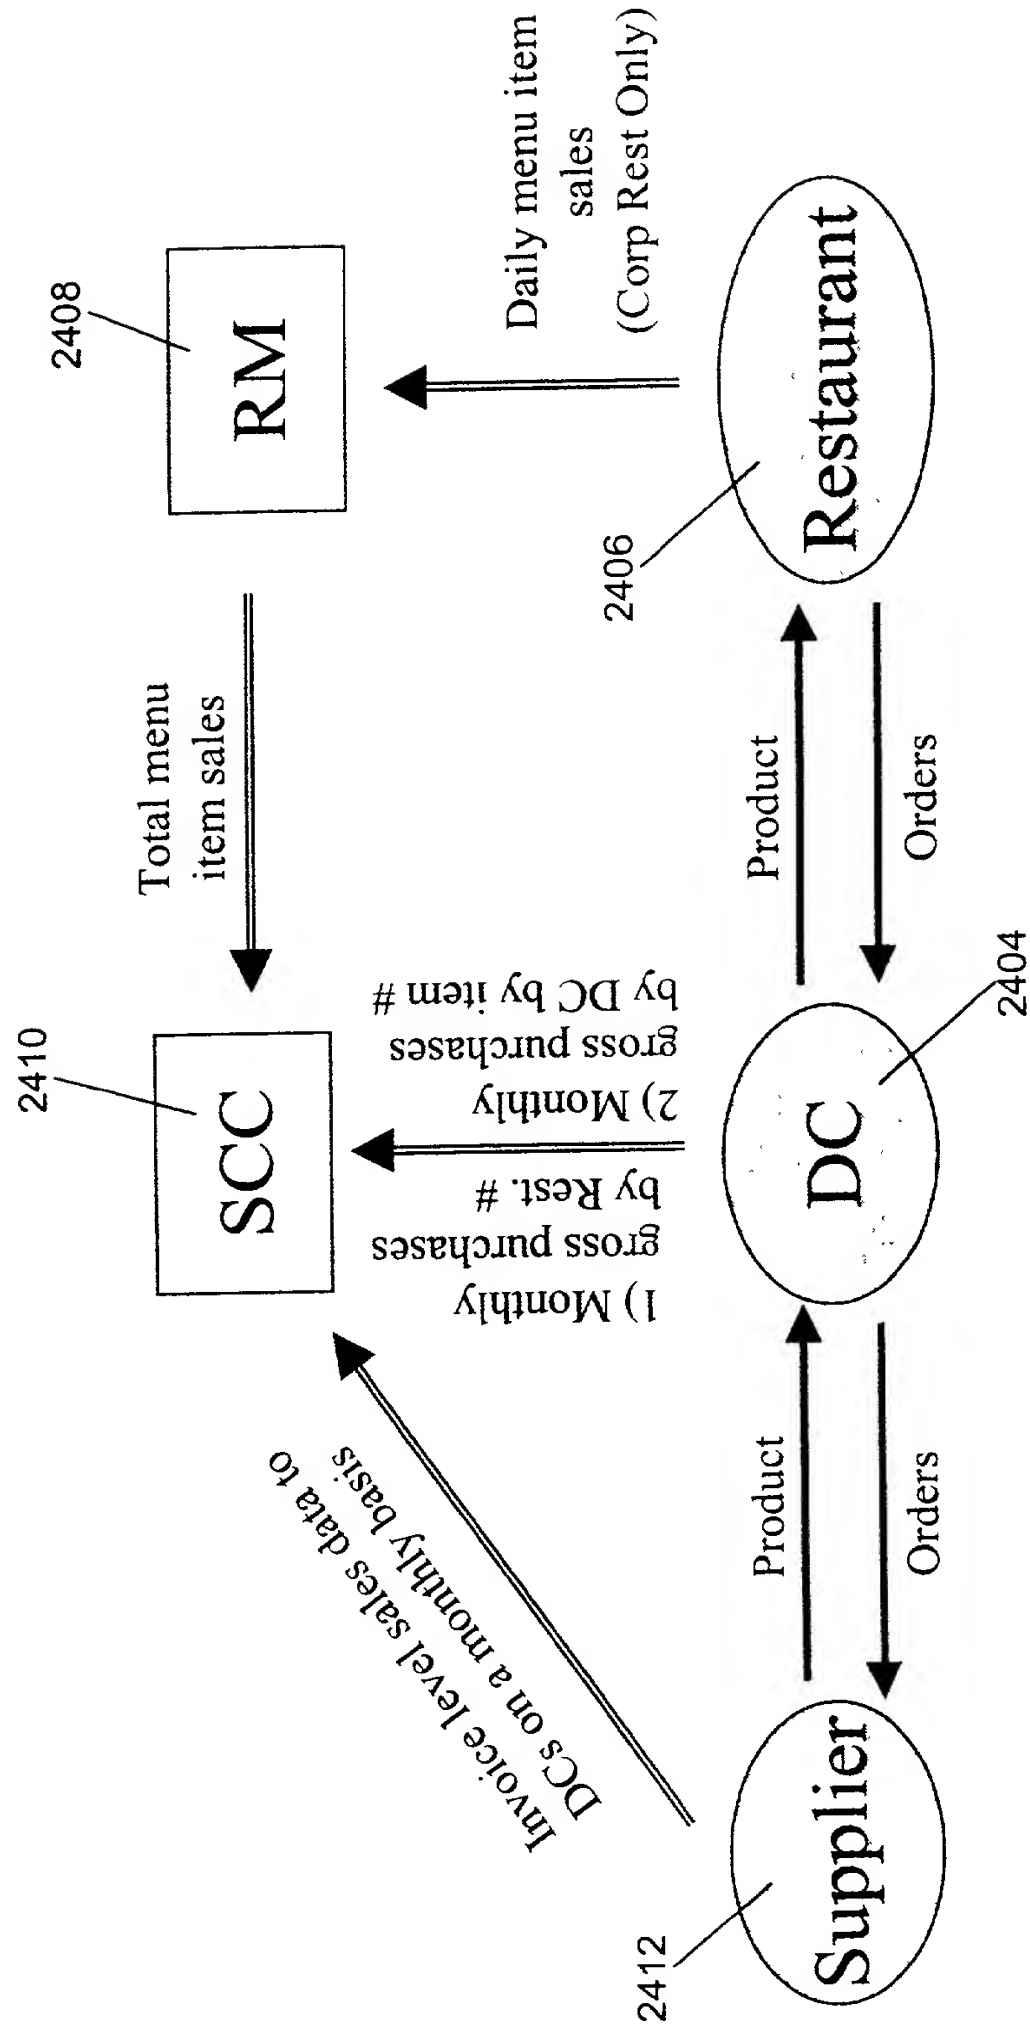 2410
SCC
Total menu
item sales
2408
RM
Invoice level sales data to
DCs on a monthly basis
1) Monthly
gross purchases
by Rest. #
2) Monthly
gross purchases
by DC by item #
Daily menu item
sales
(Corp Rest Only)
2412
Supplier
Product
Orders
DC
2404
Product
Orders
2406
Restaurant